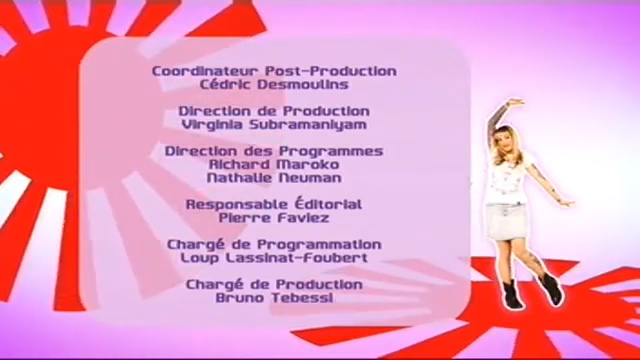 Coordinateur Post-Production
Cédric Desmoulins
Direction de Production
Virginia Subramaniyam
Direction des Programmes
Richard Maroko
Nathalie Neuman
Responsable Éditorial
Pierre Faviez
Chargé de Programmation
Loup Lassinat-Foubert
Chargé de Production
Bruno Tebessi